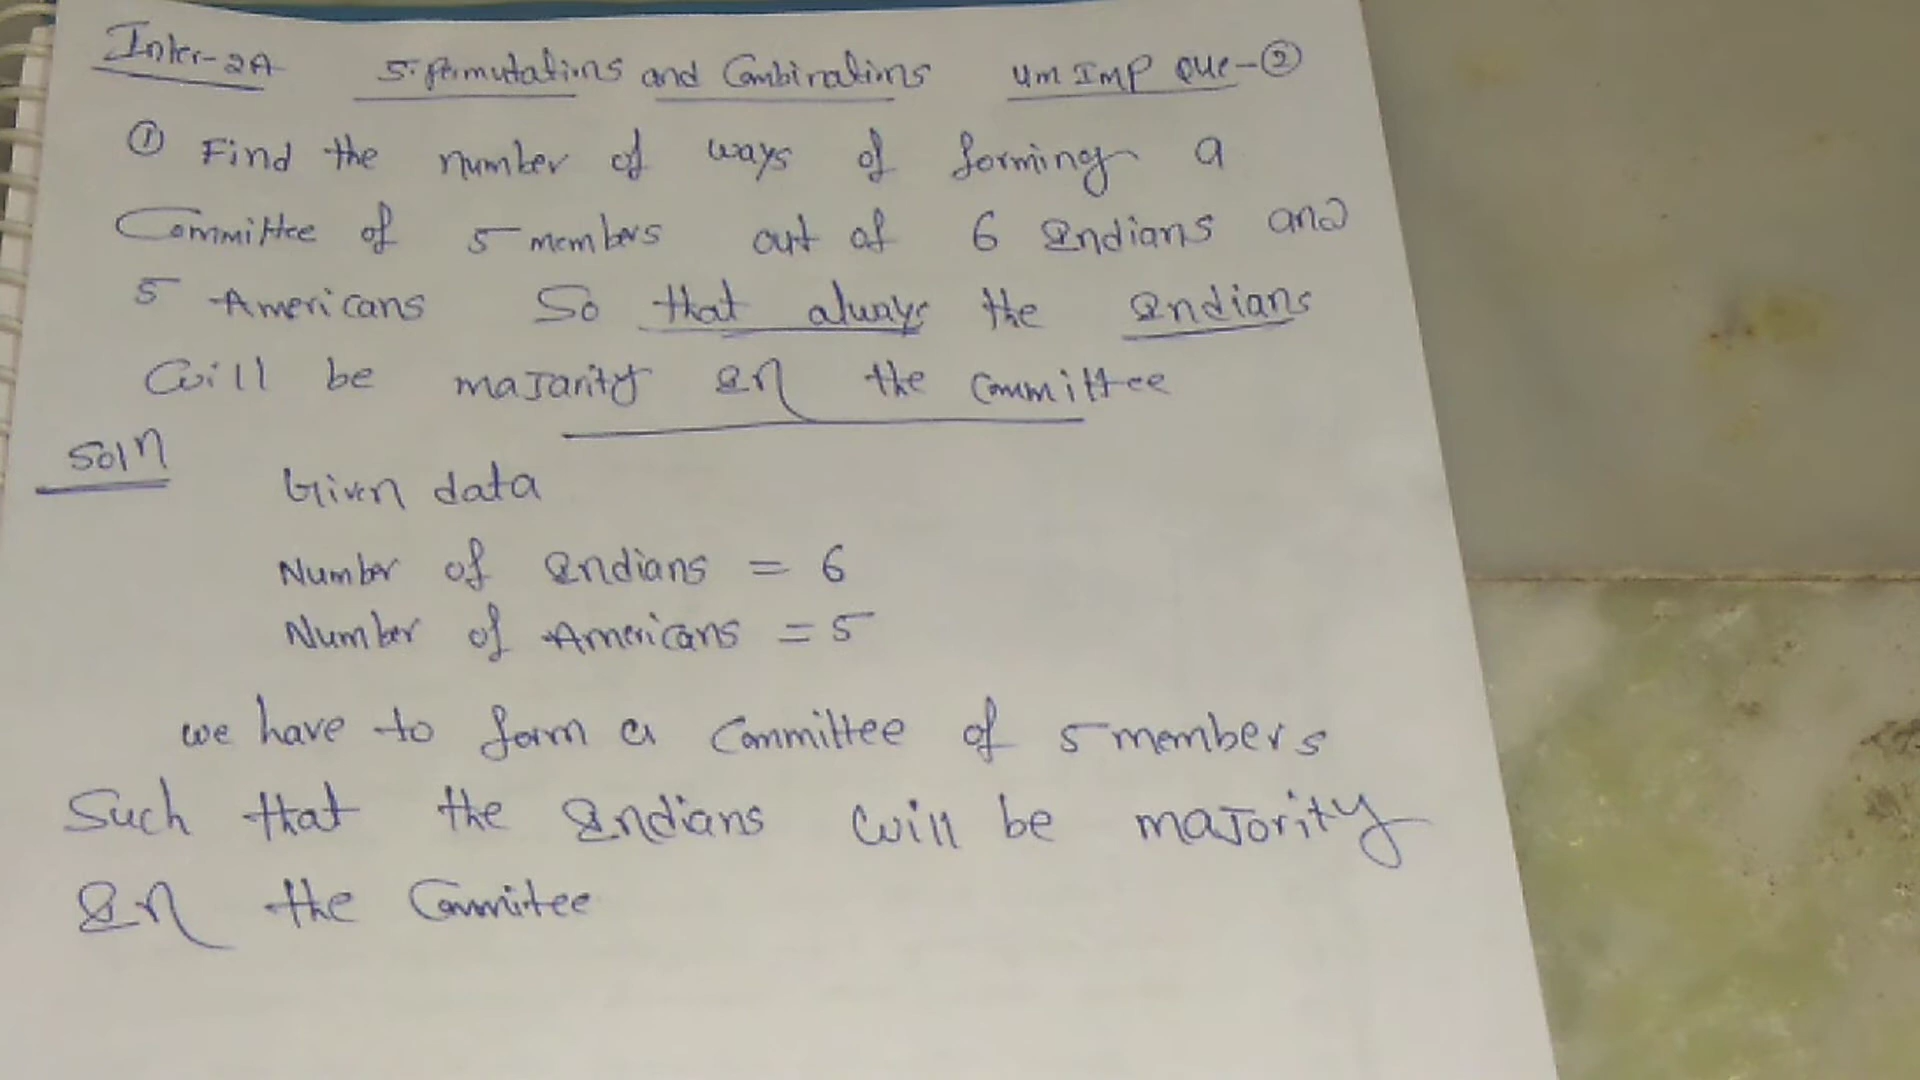 Inter-2A 5. Permutations and Combinations 4m Imp Que-②
① Find the number of ways of forming a
Committee of 5 members out of 6 Indians and
5 Americans So that always the Indians
will be majarity in the committee
Soln
Given data
Number of Indians = 6
Number of Americans = 5
we have to form a Committee of 5 members
Such that the Indians will be majority
in the Commitee